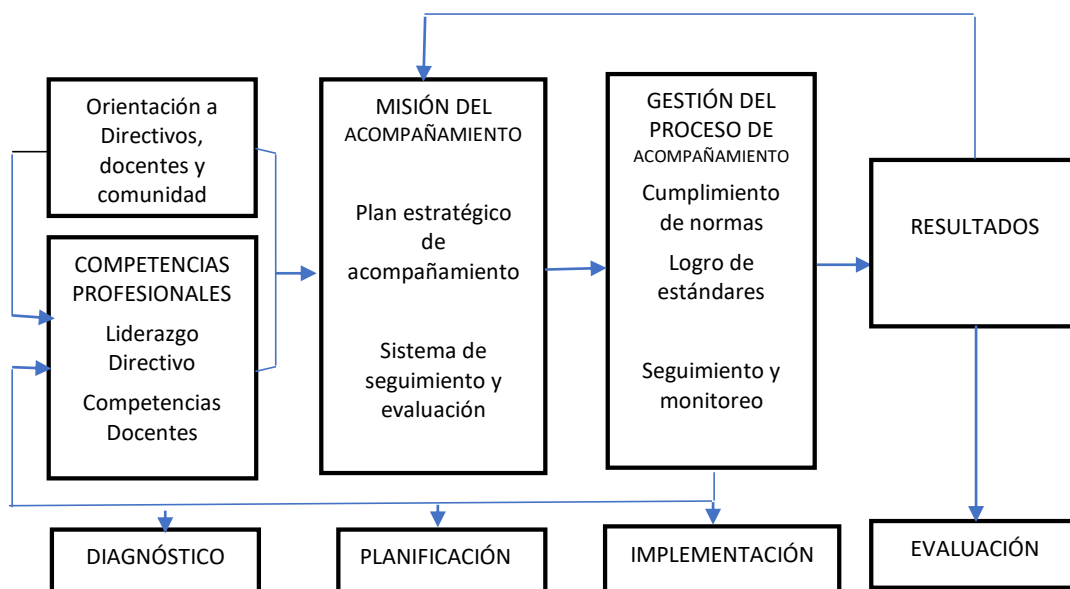 Orientación a
Directivos,
docentes y
comunidad
COMPETENCIAS
PROFESIONALES
Liderazgo
Directivo
Competencias
Docentes
MISIÓN DEL
ACOMPAÑAMIENTO
Plan estratégico
de
acompañamiento
Sistema de
seguimiento y
evaluación
GESTIÓN DEL
PROCESO DE
ACOMPAÑAMIENTO
Cumplimiento
de normas
Logro de
estándares
Seguimiento y
monitoreo
RESULTADOS
DIAGNÓSTICO
PLANIFICACIÓN
IMPLEMENTACIÓN
EVALUACIÓN